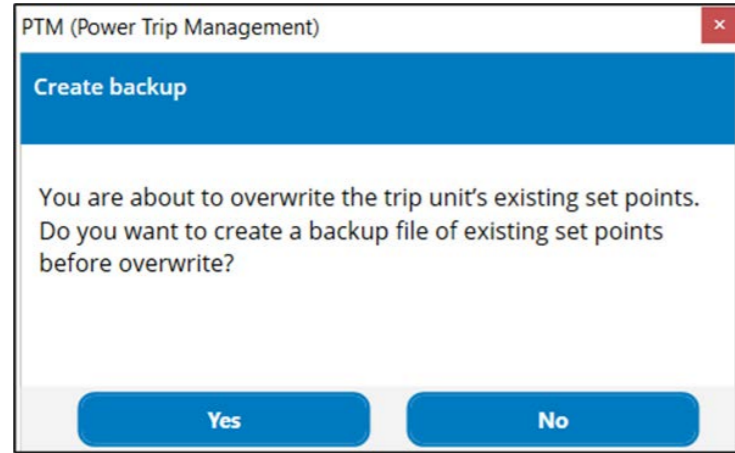 PTM (Power Trip Management)
Create backup
You are about to overwrite the trip unit's existing set points.
Do you want to create a backup file of existing set points
before overwrite?
Yes
No